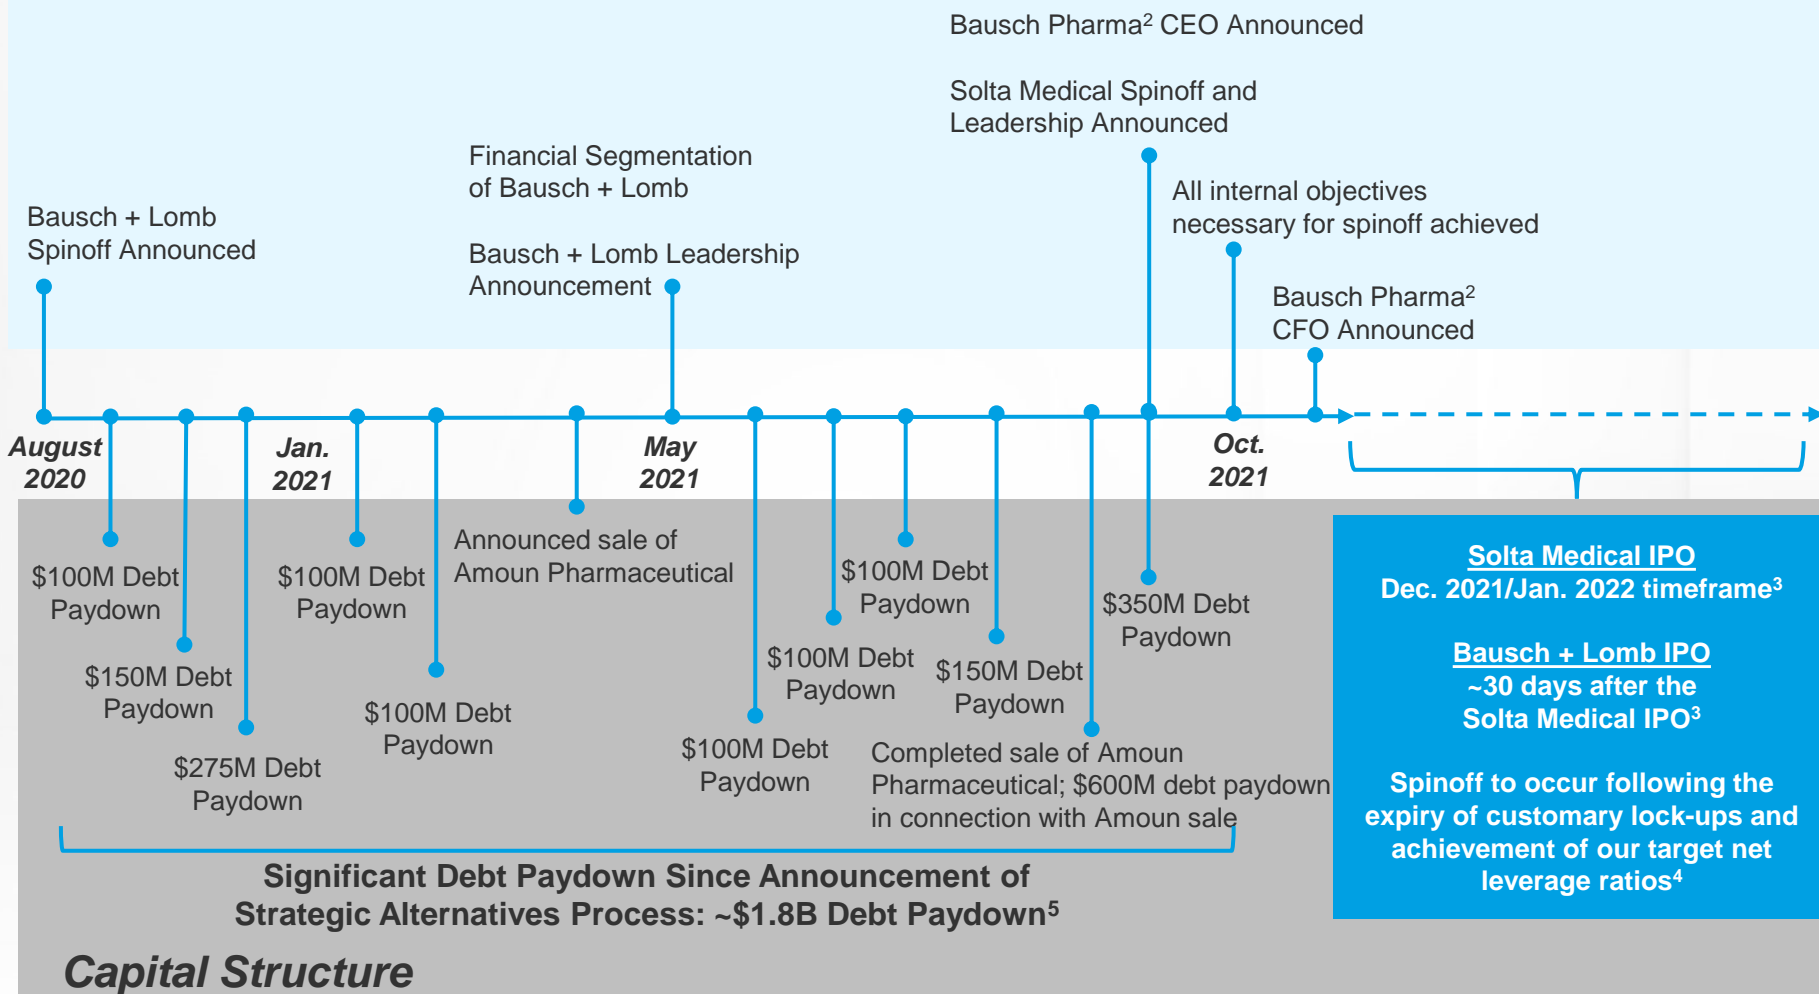 Bausch Pharma² CEO Announced
Solta Medical Spinoff and
Leadership Announced
Financial Segmentation
of Bausch + Lomb
All internal objectives
necessary for spinoff achieved
Bausch + Lomb
Spinoff Announced
Bausch + Lomb Leadership
Announcement
Bausch Pharma²
CFO Announced
August
2020
Jan.
2021
May
2021
Oct.
2021
$100M Debt
Paydown
$150M Debt
Paydown
$275M Debt
Paydown
$100M Debt
Paydown
$100M Debt
Paydown
Announced sale of
Amoun Pharmaceutical
$100M Debt
Paydown
$100M Debt
Paydown
$100M Debt
Paydown
$150M Debt
Paydown
Completed sale of Amoun
Pharmaceutical; $600M debt paydown
in connection with Amoun sale
$350M Debt
Paydown
Solta Medical IPO
Dec. 2021/Jan. 2022 timeframe³
Bausch + Lomb IPO
~30 days after the
Solta Medical IPO³
Spinoff to occur following the
expiry of customary lock-ups and
achievement of our target net
leverage ratios⁴
Significant Debt Paydown Since Announcement of
Strategic Alternatives Process: ~$1.8B Debt Paydown⁵
Capital Structure